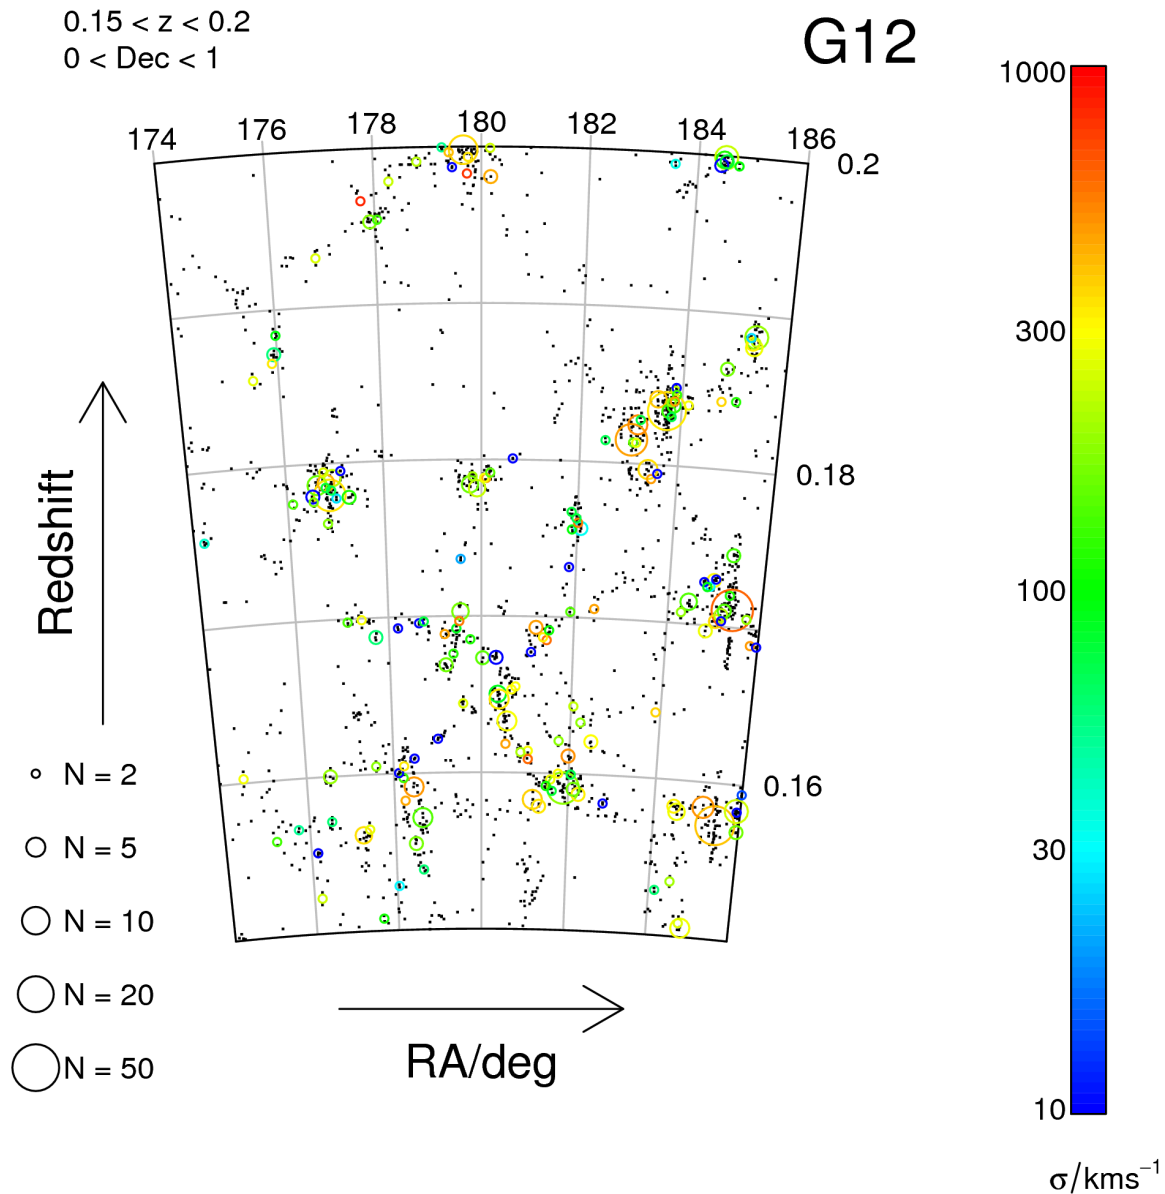 0.15 < z < 0.2
0 < Dec < 1
G12
174
176
178
180
182
184
186
0.2
0.18
0.16
Redshift
RA/deg
N = 2
N = 5
N = 10
N = 20
N = 50
1000
300
100
30
10
σ/kms⁻¹